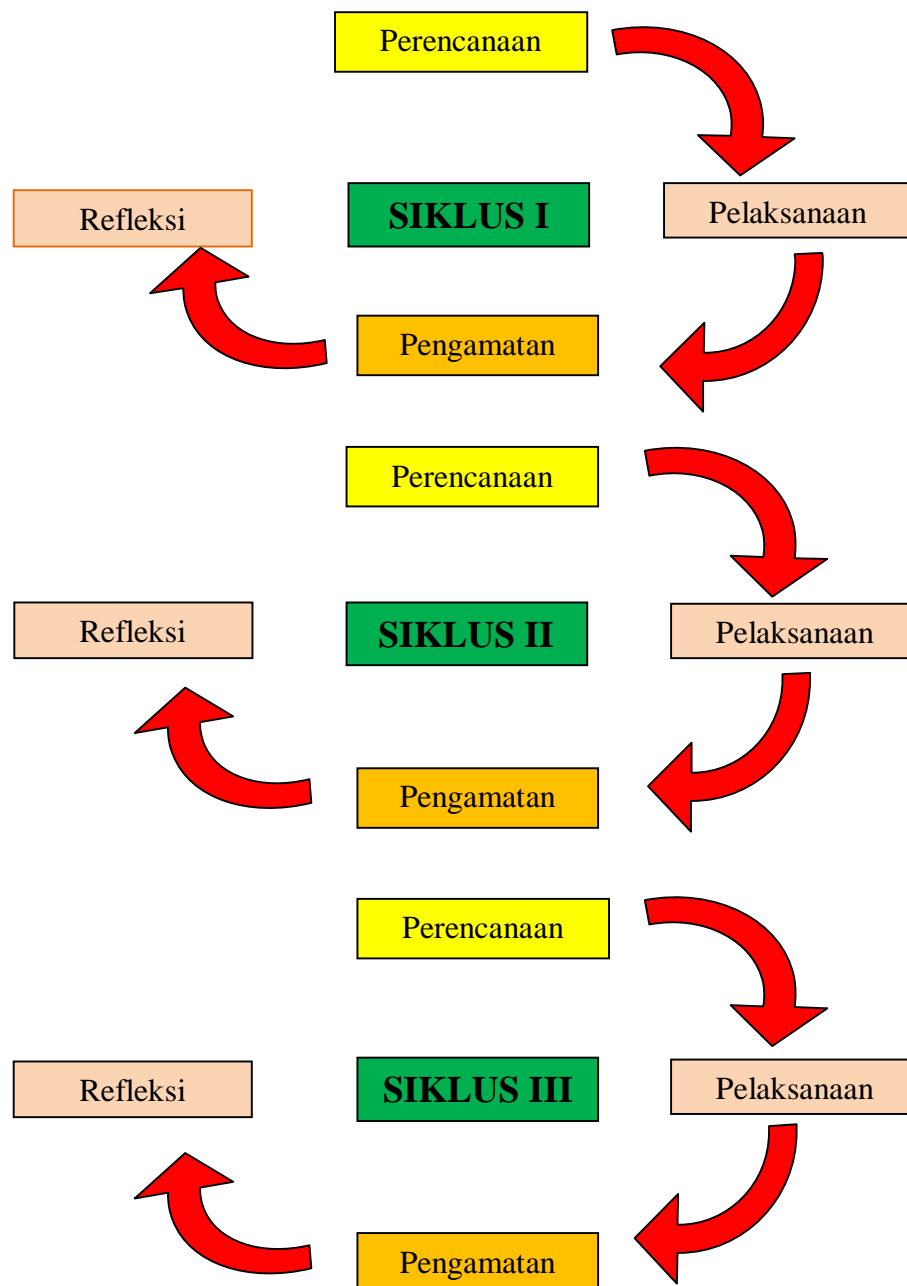 Perencanaan
Refleksi
SIKLUS I
Pelaksanaan
Pengamatan
Perencanaan
Refleksi
SIKLUS II
Pelaksanaan
Pengamatan
Perencanaan
Refleksi
SIKLUS III
Pelaksanaan
Pengamatan